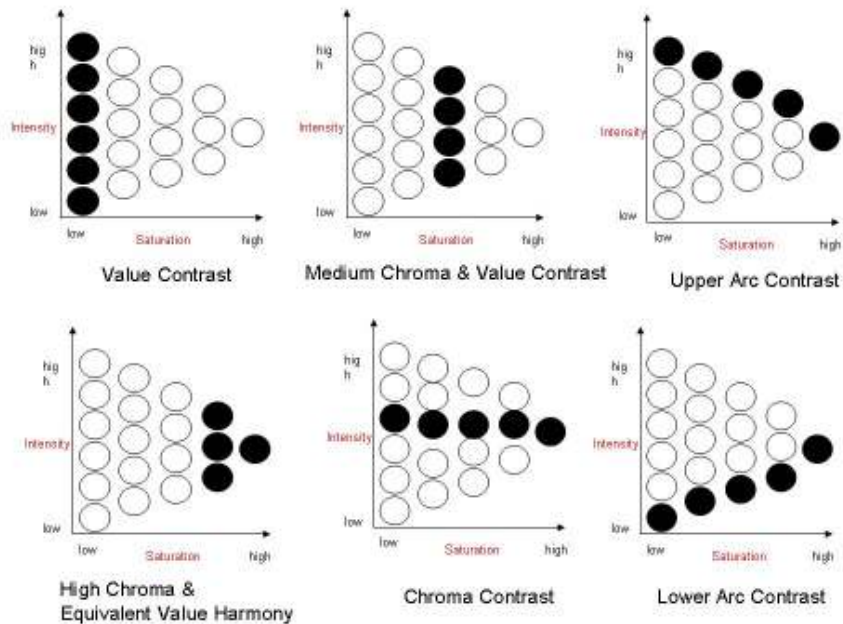 hig
h
Intensity
low
low
Saturation
high
Value Contrast
hig
h
Intensity
low
low
Saturation
high
Medium Chroma & Value Contrast
hig
h
Intensity
low
low
Saturation
high
Upper Arc Contrast
hig
h
Intensity
low
low
Saturation
high
High Chroma &
Equivalent Value Harmony
hig
h
Intensity
low
low
Saturation
high
Chroma Contrast
hig
h
Intensity
low
low
Saturation
high
Lower Arc Contrast